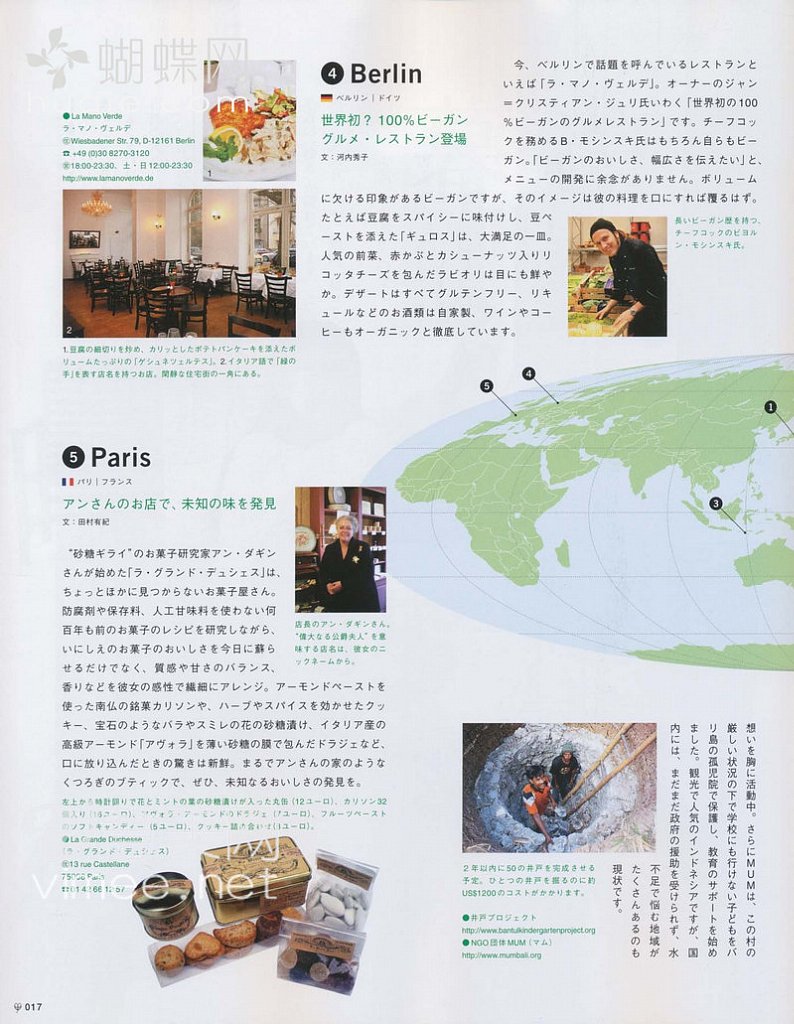 蝴蝶网
❹ Berlin
ベルリン｜ドイツ
世界初？ 100％ビーガン
グルメ・レストラン登場
文：河内秀子
● La Mano Verde
ラ・マノ・ヴェルデ
Wiesbadener Str. 79, D-12161 Berlin
☎ +49 (0)30 8270-3120
18:00-23:30、土・日12:00-23:30
http://www.lamanoverde.de
1
2
1.豆腐の細切りを炒め、カリッとしたポテトパンケーキを添えたボ
リュームたっぷりの「ゲシュネツェルテス」。2.イタリア語で「緑の
手」を表す店名を持つお店。閑静な住宅街の一角にある。
今、ベルリンで話題を呼んでいるレストランと
いえば「ラ・マノ・ヴェルデ」。オーナーのジャン
＝クリスティアン・ジュリ氏いわく「世界初の100
％ビーガンのグルメレストラン」です。チーフコッ
クを務めるB・モシンスキ氏はもちろん自らもビー
ガン。「ビーガンのおいしさ、幅広さを伝えたい」と、
メニューの開発に余念がありません。ボリューム
に欠ける印象があるビーガンですが、そのイメージは彼の料理を口にすれば覆るはず。
たとえば豆腐をスパイシーに味付けし、豆ペ
ーストを添えた「ギュロス」は、大満足の一皿。
人気の前菜、赤かぶとカシューナッツ入りリ
コッタチーズを包んだラビオリは目にも鮮や
か。デザートはすべてグルテンフリー、リキ
ュールなどのお酒類は自家製、ワインやコー
ヒーもオーガニックと徹底しています。
長いビーガン歴を持つ、
チーフコックのビヨル
ン・モシンスキ氏。
❺
❹
❶
❸
❺ Paris
パリ｜フランス
アンさんのお店で、未知の味を発見
文：田村有紀
“砂糖ギライ”のお菓子研究家アン・ダギン
さんが始めた「ラ・グランド・デュシェス」は、
ちょっとほかに見つからないお菓子屋さん。
防腐剤や保存料、人工甘味料を使わない何
百年も前のお菓子のレシピを研究しながら、
いにしえのお菓子のおいしさを今日に蘇ら
せるだけでなく、質感や甘さのバランス、
香りなどを彼女の感性で繊細にアレンジ。アーモンドペーストを
使った南仏の銘菓カリソンや、ハーブやスパイスを効かせたクッ
キー、宝石のようなバラやスミレの花の砂糖漬け、イタリア産の
高級アーモンド「アヴォラ」を薄い砂糖の膜で包んだドラジェなど、
口に放り込んだときの驚きは新鮮。まるでアンさんの家のような
くつろぎのブティックで、ぜひ、未知なるおいしさの発見を。
店長のアン・ダギンさん。
“偉大なる公爵夫人”を意
味する店名は、彼女のニ
ックネームから。
左上から時計回りで花とミントの葉の砂糖漬けが入った丸缶（12ユーロ）、カリソン32
個入り（18ユーロ）、アヴォラ・アーモンドのドラジェ（7ユーロ）、フルーツペースト
のソフトキャンディー（5ユーロ）、クッキー詰め合わせ
● La Grande Duchesse
（ラ・グランド・デュシェス）
13 rue Castellane
75008 Paris
vimee.net
想いを胸に活動中。さらにMUMは、この村の
厳しい状況の下で学校にも行けない子どもをバ
リ島の孤児院で保護し、教育のサポートを始め
ました。観光で人気のインドネシアですが、国
内には、まだまだ政府の援助を受けられず、水
不足で悩む地域が
たくさんあるのも
現状です。
２年以内に50の井戸を完成させる
予定。ひとつの井戸を掘るのに約
US$1200のコストがかかります。
●井戸プロジェクト
http://www.bantulkindergartenproject.org
●NGO団体MUM（マム）
http://www.mumbali.org
017